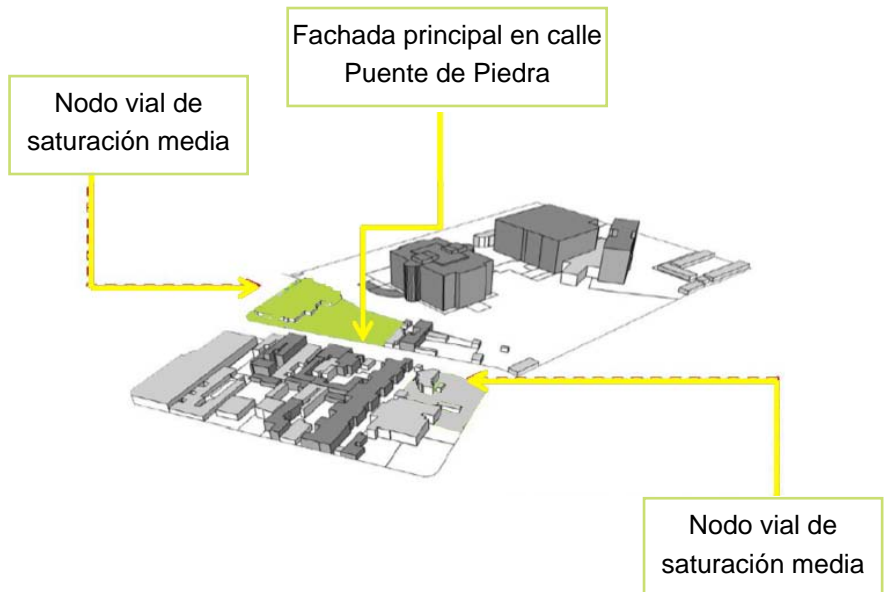 Fachada principal en calle
Puente de Piedra
Nodo vial de
saturación media
Nodo vial de
saturación media